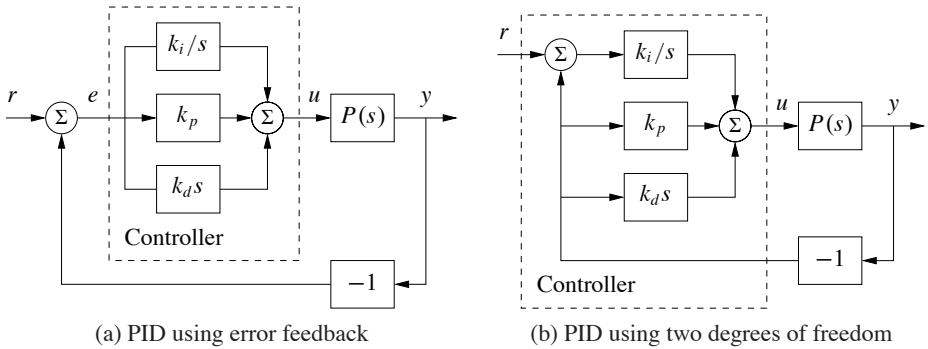 r
Σ
e
k_i/s
k_p
k_d s
Σ
u
P(s)
y
Controller
−1
(a) PID using error feedback
r
Σ
k_i/s
k_p
k_d s
Σ
u
P(s)
y
−1
Controller
(b) PID using two degrees of freedom